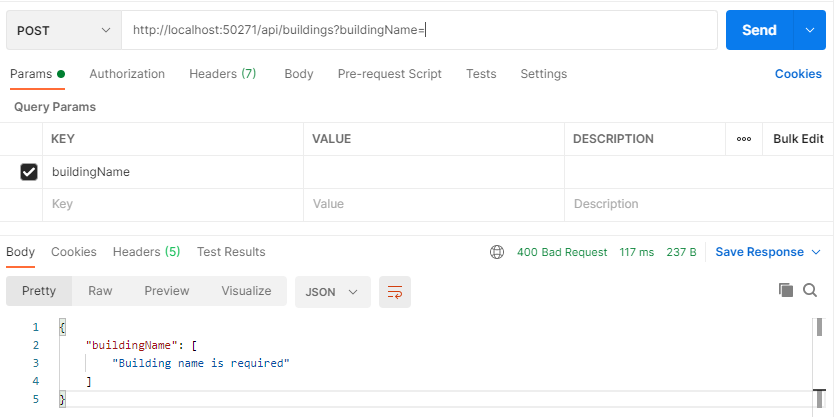 POST http://localhost:50271/api/buildings?buildingName= Send
Params Authorization Headers (7) Body Pre-request Script Tests Settings Cookies
Query Params
KEY VALUE DESCRIPTION ooo Bulk Edit
buildingName
Key Value Description
Body Cookies Headers (5) Test Results 400 Bad Request 117 ms 237 B Save Response
Pretty Raw Preview Visualize JSON
1 {
2 "buildingName": [
3 "Building name is required"
4 ]
5 }